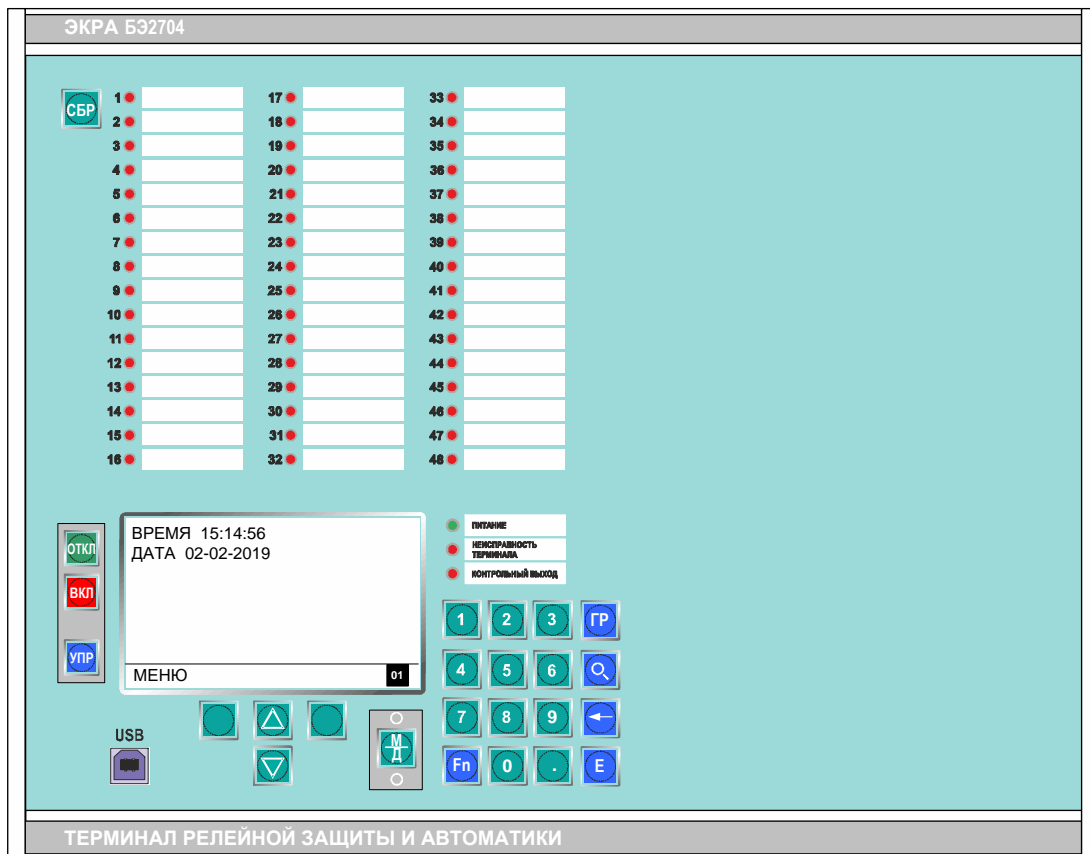 ЭКРА БЭ2704
СБР
1 17 33
2 18 34
3 19 35
4 20 36
5 21 37
6 22 38
7 23 39
8 24 40
9 25 41
10 26 42
11 27 43
12 28 44
13 29 45
14 30 46
15 31 47
16 32 48
ОТКЛ
ВКЛ
УПР
ВРЕМЯ 15:14:56
ДАТА 02-02-2019
МЕНЮ 01
ПИТАНИЕ
НЕИСПРАВНОСТЬ
ТЕРМИНАЛА
КОНТРОЛЬНЫЙ ВЫХОД
1 2 3 ГР
4 5 6
7 8 9
Fn 0 . E
USB
М
Д
ТЕРМИНАЛ РЕЛЕЙНОЙ ЗАЩИТЫ И АВТОМАТИКИ